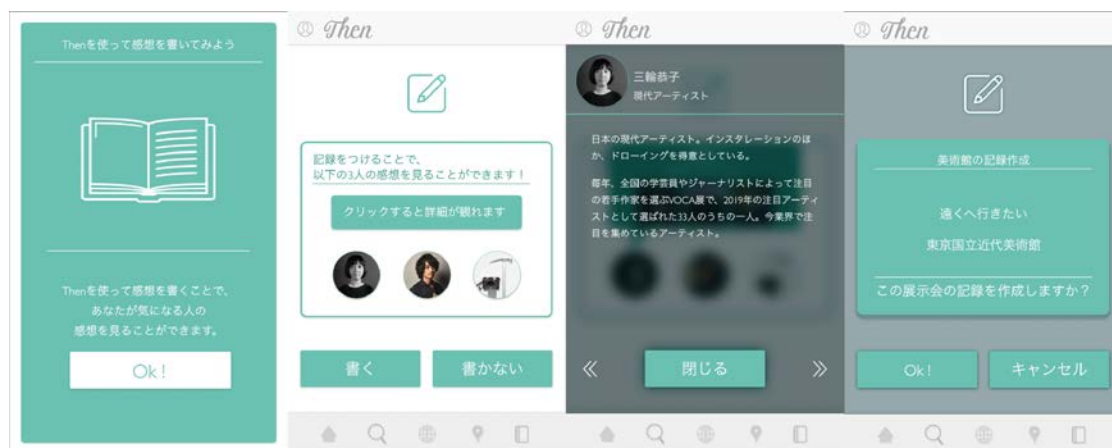 Thenを使って感想を書いてみよう
Thenを使って感想を書くことで、
あなたが気になる人の
感想を見ることができます。
Ok!
Then
記録をつけることで、
以下の3人の感想を見ることができます！
クリックすると詳細が観れます
書く
書かない
Then
三輪恭子
現代アーティスト
日本の現代アーティスト。インスタレーションのほ
か、ドローイングを得意としている。
毎年、全国の学芸員やジャーナリストによって注目
の若手作家を選ぶVOCA展で、2019年の注目アーティ
ストとして選ばれた33人のうちの一人。今業界で注
目を集めているアーティスト。
閉じる
Then
美術館の記録作成
遠くへ行きたい
東京国立近代美術館
この展示会の記録を作成しますか？
Ok!
キャンセル